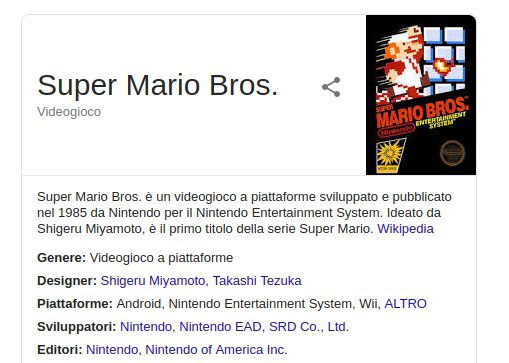 Super Mario Bros.
Videogioco
SUPER
MARIO BROS.
Nintendo
ENTERTAINMENT
SYSTEM
Super Mario Bros. è un videogioco a piattaforme sviluppato e pubblicato
nel 1985 da Nintendo per il Nintendo Entertainment System. Ideato da
Shigeru Miyamoto, è il primo titolo della serie Super Mario. Wikipedia
Genere: Videogioco a piattaforma
Designer: Shigeru Miyamoto, Takashi Tezuka
Piattaforme: Android, Nintendo Entertainment System, Wii, ALTRO
Sviluppatori: Nintendo, Nintendo EAD, SRD Co., Ltd.
Editori: Nintendo, Nintendo of America Inc.